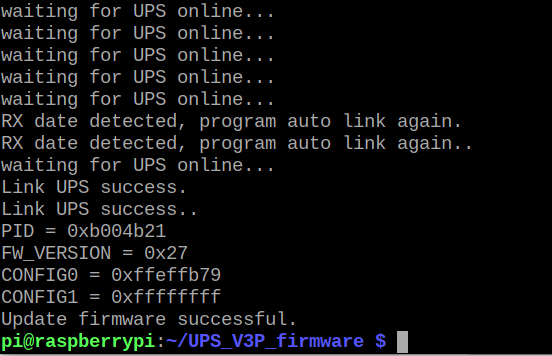 waiting for UPS online...
waiting for UPS online...
waiting for UPS online...
waiting for UPS online...
waiting for UPS online...
RX date detected, program auto link again.
RX date detected, program auto link again..
waiting for UPS online...
Link UPS success.
Link UPS success..
PID = 0xb004b21
FW_VERSION = 0x27
CONFIG0 = 0xffeffb79
CONFIG1 = 0xffffffff
Update firmware successful.
pi@raspberrypi:~/UPS_V3P_firmware $